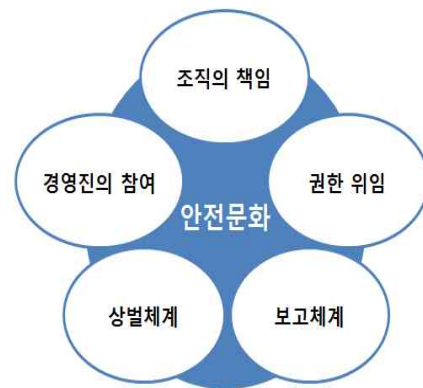 조직의 책임
경영진의 참여
권한 위임
안전문화
상벌체계
보고체계